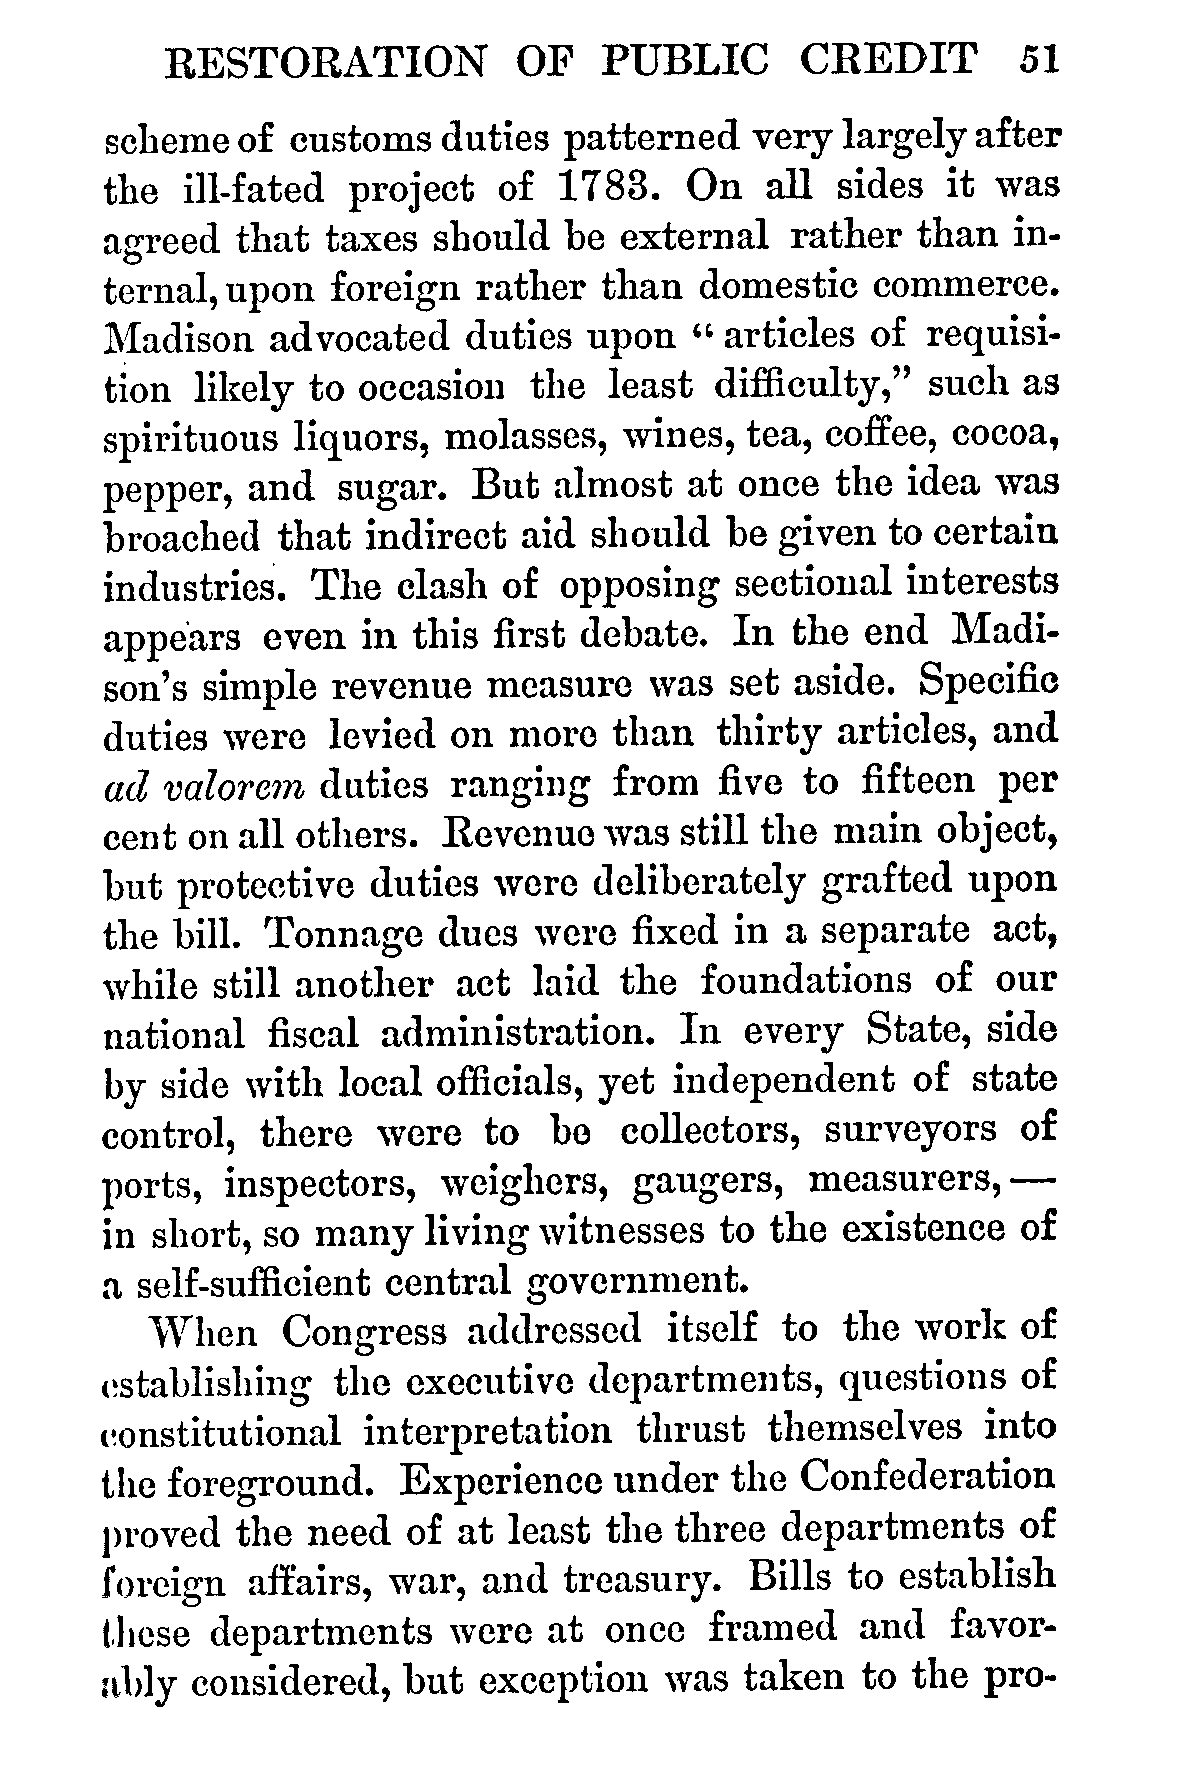 RESTORATION OF PUBLIC CREDIT 51
scheme of customs duties patterned very largely after
the ill-fated project of 1783. On all sides it was
agreed that taxes should be external rather than in-
ternal, upon foreign rather than domestic commerce.
Madison advocated duties upon “articles of requisi-
tion likely to occasion the least difficulty,” such as
spirituous liquors, molasses, wines, tea, coffee, cocoa,
pepper, and sugar. But almost at once the idea was
broached that indirect aid should be given to certain
industries. The clash of opposing sectional interests
appears even in this first debate. In the end Madi-
son’s simple revenue measure was set aside. Specific
duties were levied on more than thirty articles, and
ad valorem duties ranging from five to fifteen per
cent on all others. Revenue was still the main object,
but protective duties were deliberately grafted upon
the bill. Tonnage dues were fixed in a separate act,
while still another act laid the foundations of our
national fiscal administration. In every State, side
by side with local officials, yet independent of state
control, there were to be collectors, surveyors of
ports, inspectors, weighers, gaugers, measurers, —
in short, so many living witnesses to the existence of
a self-sufficient central government.
When Congress addressed itself to the work of
establishing the executive departments, questions of
constitutional interpretation thrust themselves into
the foreground. Experience under the Confederation
proved the need of at least the three departments of
foreign affairs, war, and treasury. Bills to establish
these departments were at once framed and favor-
ably considered, but exception was taken to the pro-